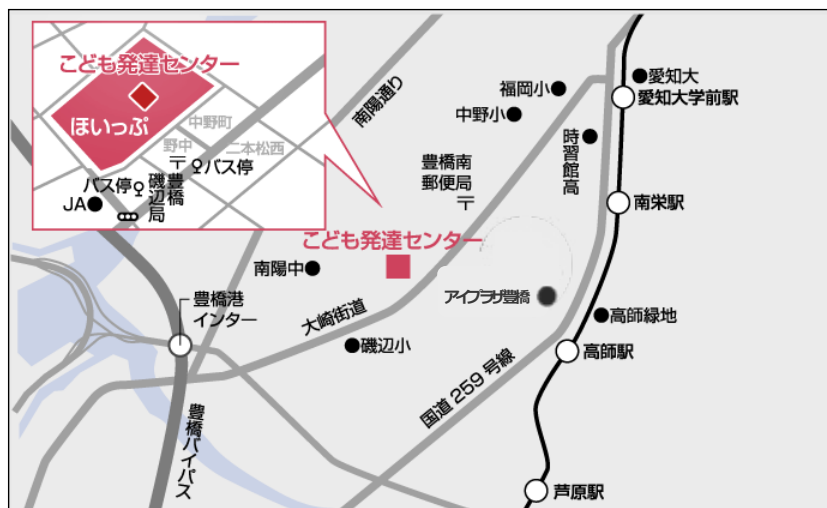 こども発達センター
ほいっぷ
中野町
野中
二本松西
〒
バス停
バス停
豊橋
磯辺局
JA
南陽通り
福岡小
中野小
愛知大
愛知大学前駅
時習館高
豊橋南
郵便局
〒
南栄駅
こども発達センター
南陽中
アイプラザ豊橋
豊橋港
インター
大崎街道
高師緑地
磯辺小
高師駅
国道259号線
豊橋バイパス
芦原駅